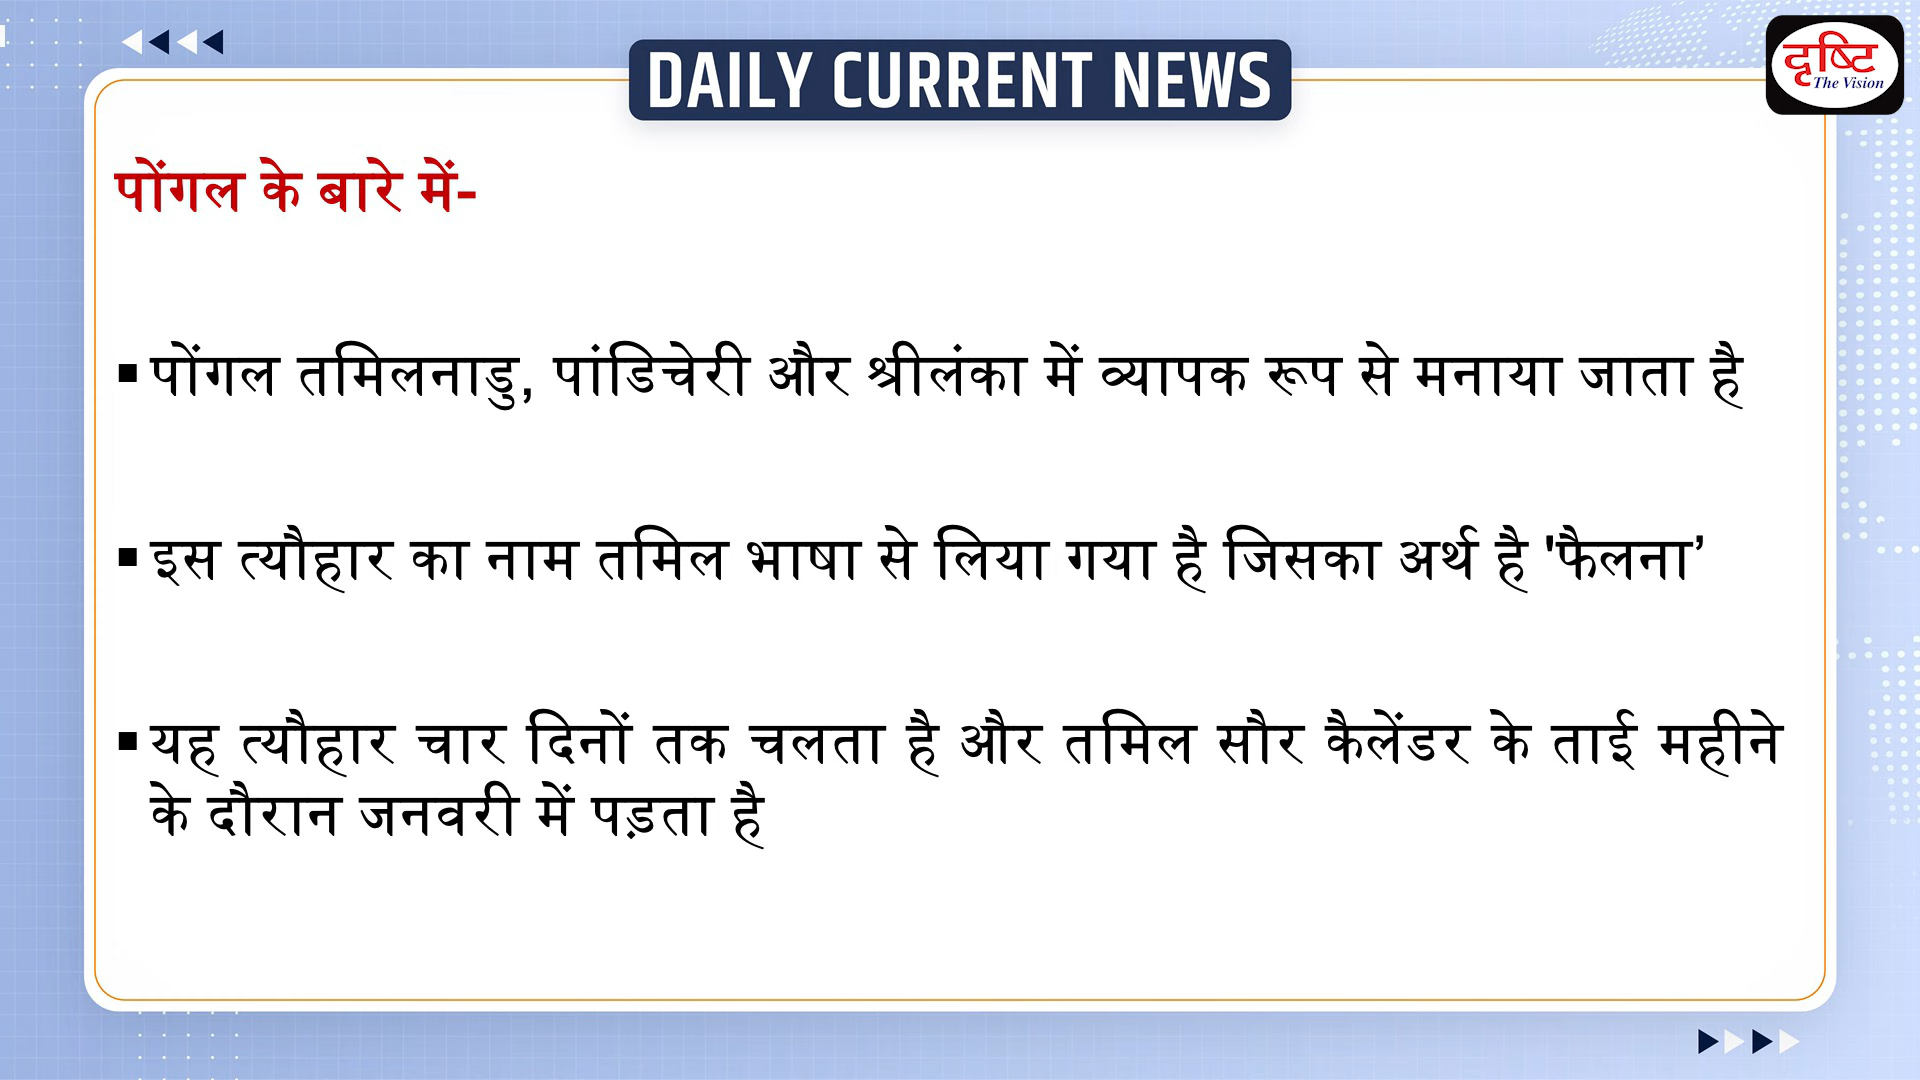 DAILY CURRENT NEWS
दृष्टि
The Vision
पोंगल के बारे में-
▪ पोंगल तमिलनाडु, पांडिचेरी और श्रीलंका में व्यापक रूप से मनाया जाता है
▪ इस त्यौहार का नाम तमिल भाषा से लिया गया है जिसका अर्थ है 'फैलना’
▪ यह त्यौहार चार दिनों तक चलता है और तमिल सौर कैलेंडर के ताई महीने
के दौरान जनवरी में पड़ता है